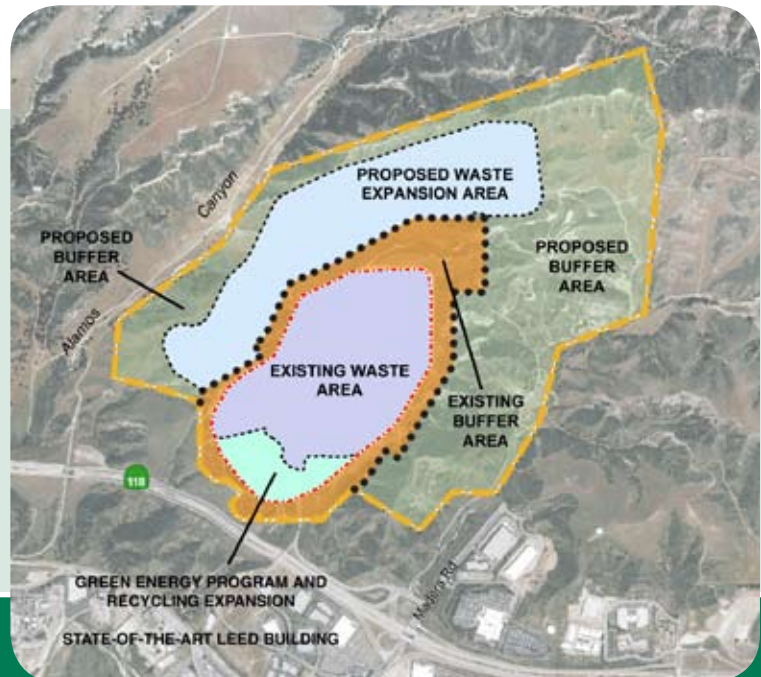 Canyon
PROPOSED WASTE
EXPANSION AREA
PROPOSED
BUFFER
AREA
PROPOSED
BUFFER AREA
Alamos
EXISTING WASTE
AREA
EXISTING
BUFFER
AREA
118
Madera Rd
GREEN ENERGY PROGRAM AND
RECYCLING EXPANSION
STATE-OF-THE-ART LEED BUILDING